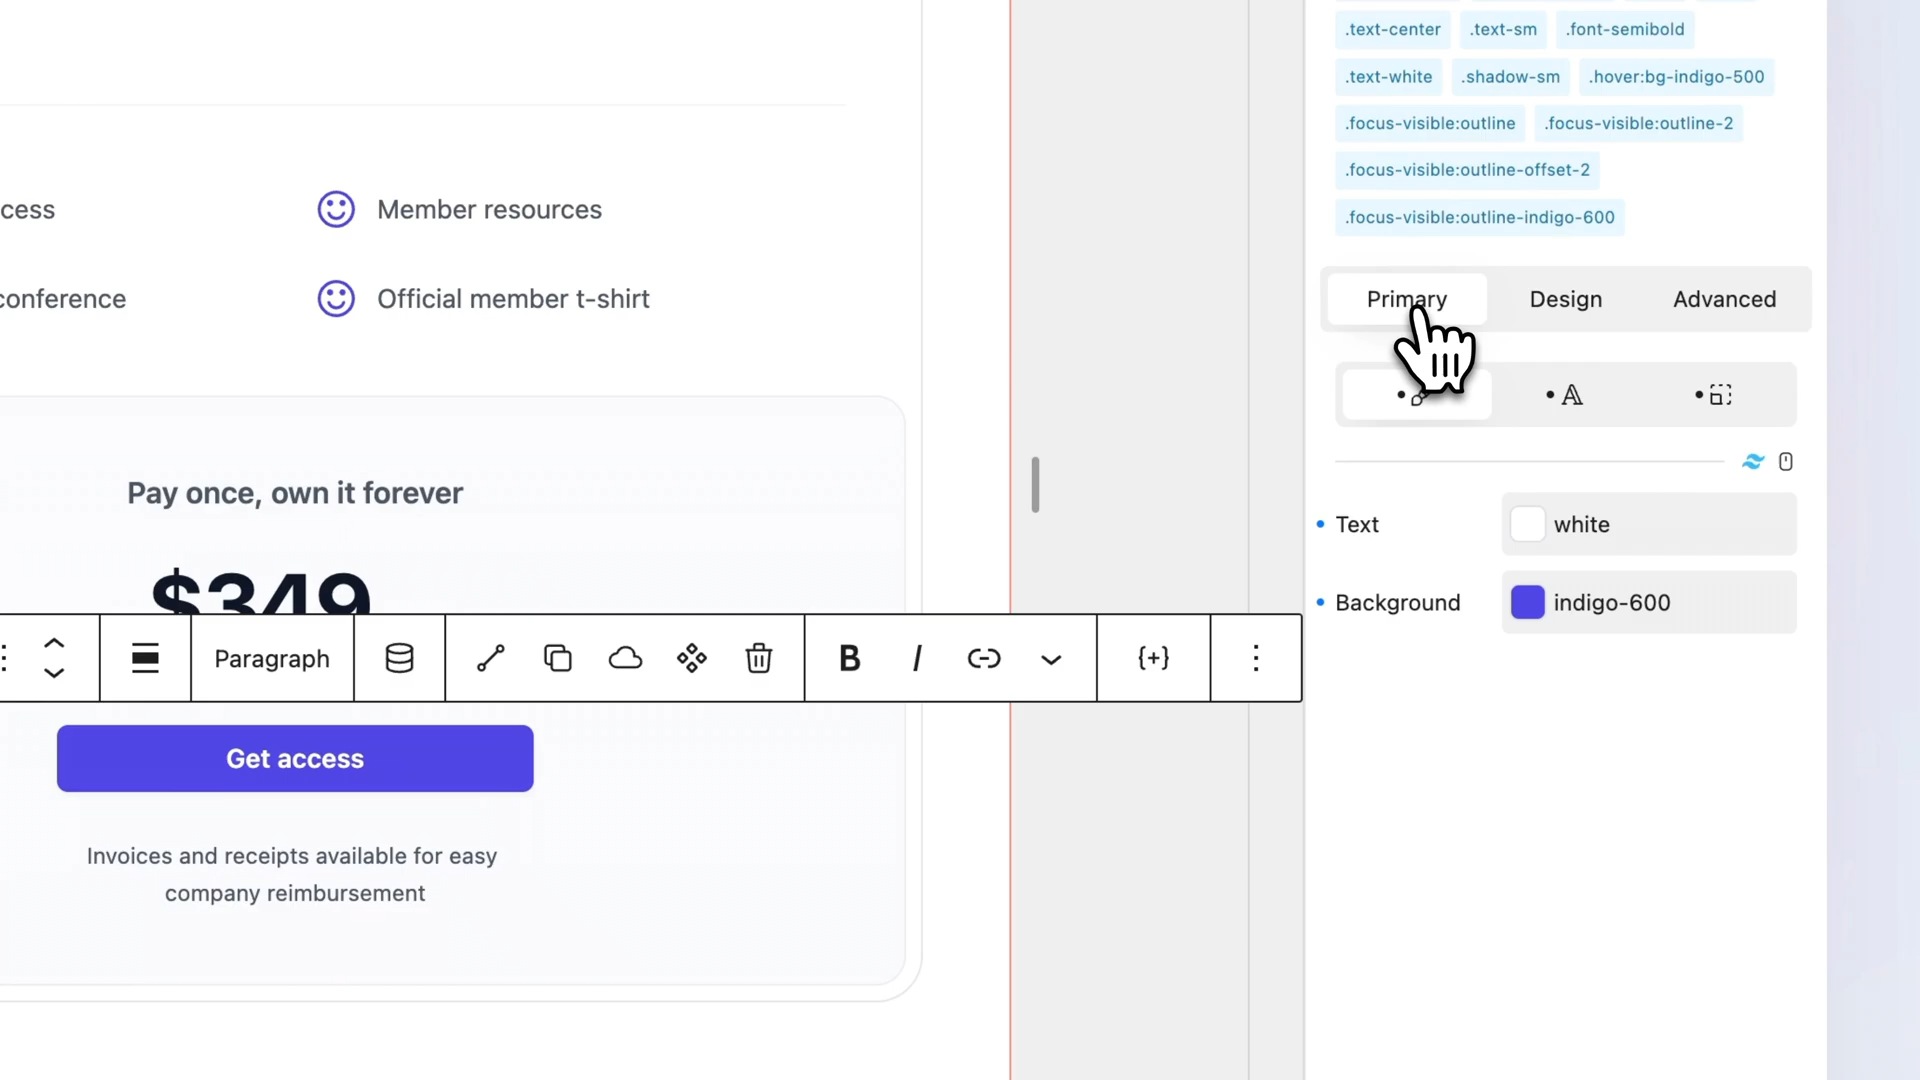 .text-center .text-sm .font-semibold
.text-white .shadow-sm .hover:bg-indigo-500
.focus-visible:outline .focus-visible:outline-2
.focus-visible:outline-offset-2
.focus-visible:outline-indigo-600
cess Member resources
conference Official member t-shirt
Primary Design Advanced
Pay once, own it forever
$349
Text white
Background indigo-600
Paragraph B I {+}
Get access
Invoices and receipts available for easy
company reimbursement